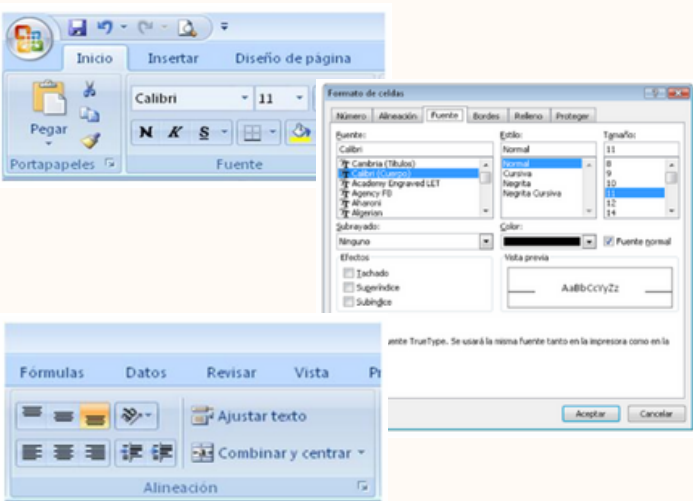 Inicio Insertar Diseño de página
Calibri 11
Pegar
N K S
Portapapeles Fuente
Formato de celdas
Número Alineación Fuente Bordes Relleno Proteger
Fuente: Estilo: Tamaño:
Calibri Normal 11
Cambria (Títulos) Normal 8
Calibri (Cuerpo) Cursiva 9
Academy Engraved LET Negrita 10
Agency FB Negrita Cursiva 11
Aharoni 12
Algerian 14
Subrayado: Color:
Ninguno Fuente normal
Efectos Vista previa
Tachado
Superíndice AaBbCcYyZz
Subíndice
ente TrueType. Se usará la misma fuente tanto en la impresora como en la
Aceptar Cancelar
Fórmulas Datos Revisar Vista Pr
Ajustar texto
Combinar y centrar
Alineación